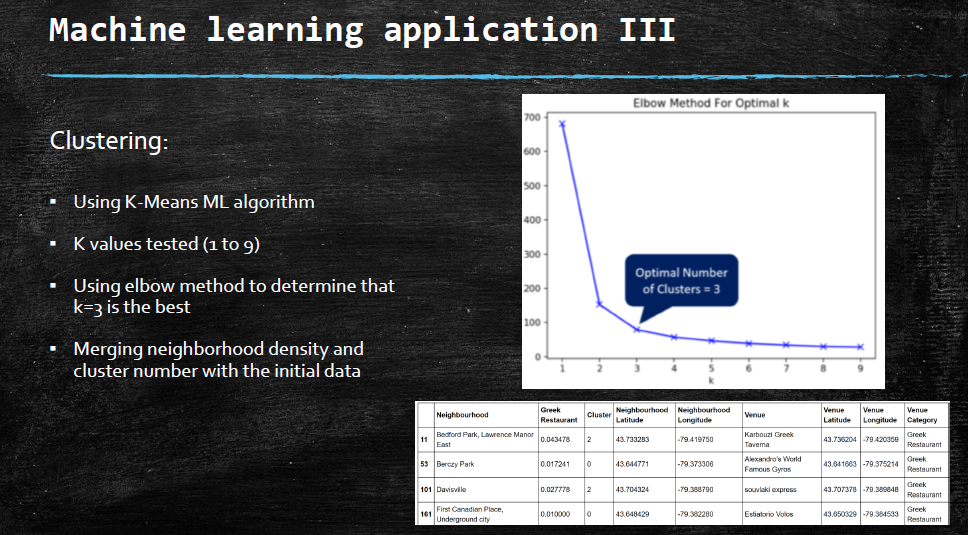 Machine learning application III
Clustering:
▪ Using K-Means ML algorithm
▪ K values tested (1 to 9)
▪ Using elbow method to determine that
k=3 is the best
▪ Merging neighborhood density and
cluster number with the initial data
Elbow Method For Optimal k
700
600
500
400
300
200
100
0
Optimal Number
of Clusters = 3
1 2 3 4 5 6 7 8 9
k
Neighbourhood Greek Restaurant Cluster Neighbourhood Latitude Neighbourhood Longitude Venue Venue Latitude Venue Longitude Venue Category
11 Bedford Park, Lawrence Manor East 0.043478 2 43.733283 -79.419750 Karbouzi Greek Taverna 43.736204 -79.420359 Greek Restaurant
53 Berczy Park 0.017241 0 43.644771 -79.373306 Alexandro's World Famous Gyros 43.641663 -79.375214 Greek Restaurant
101 Davisville 0.027778 2 43.704324 -79.388790 souvlaki express 43.707378 -79.389848 Greek Restaurant
161 First Canadian Place, Underground city 0.010000 0 43.648429 -79.382280 Estiatorio Volos 43.650329 -79.384533 Greek Restaurant